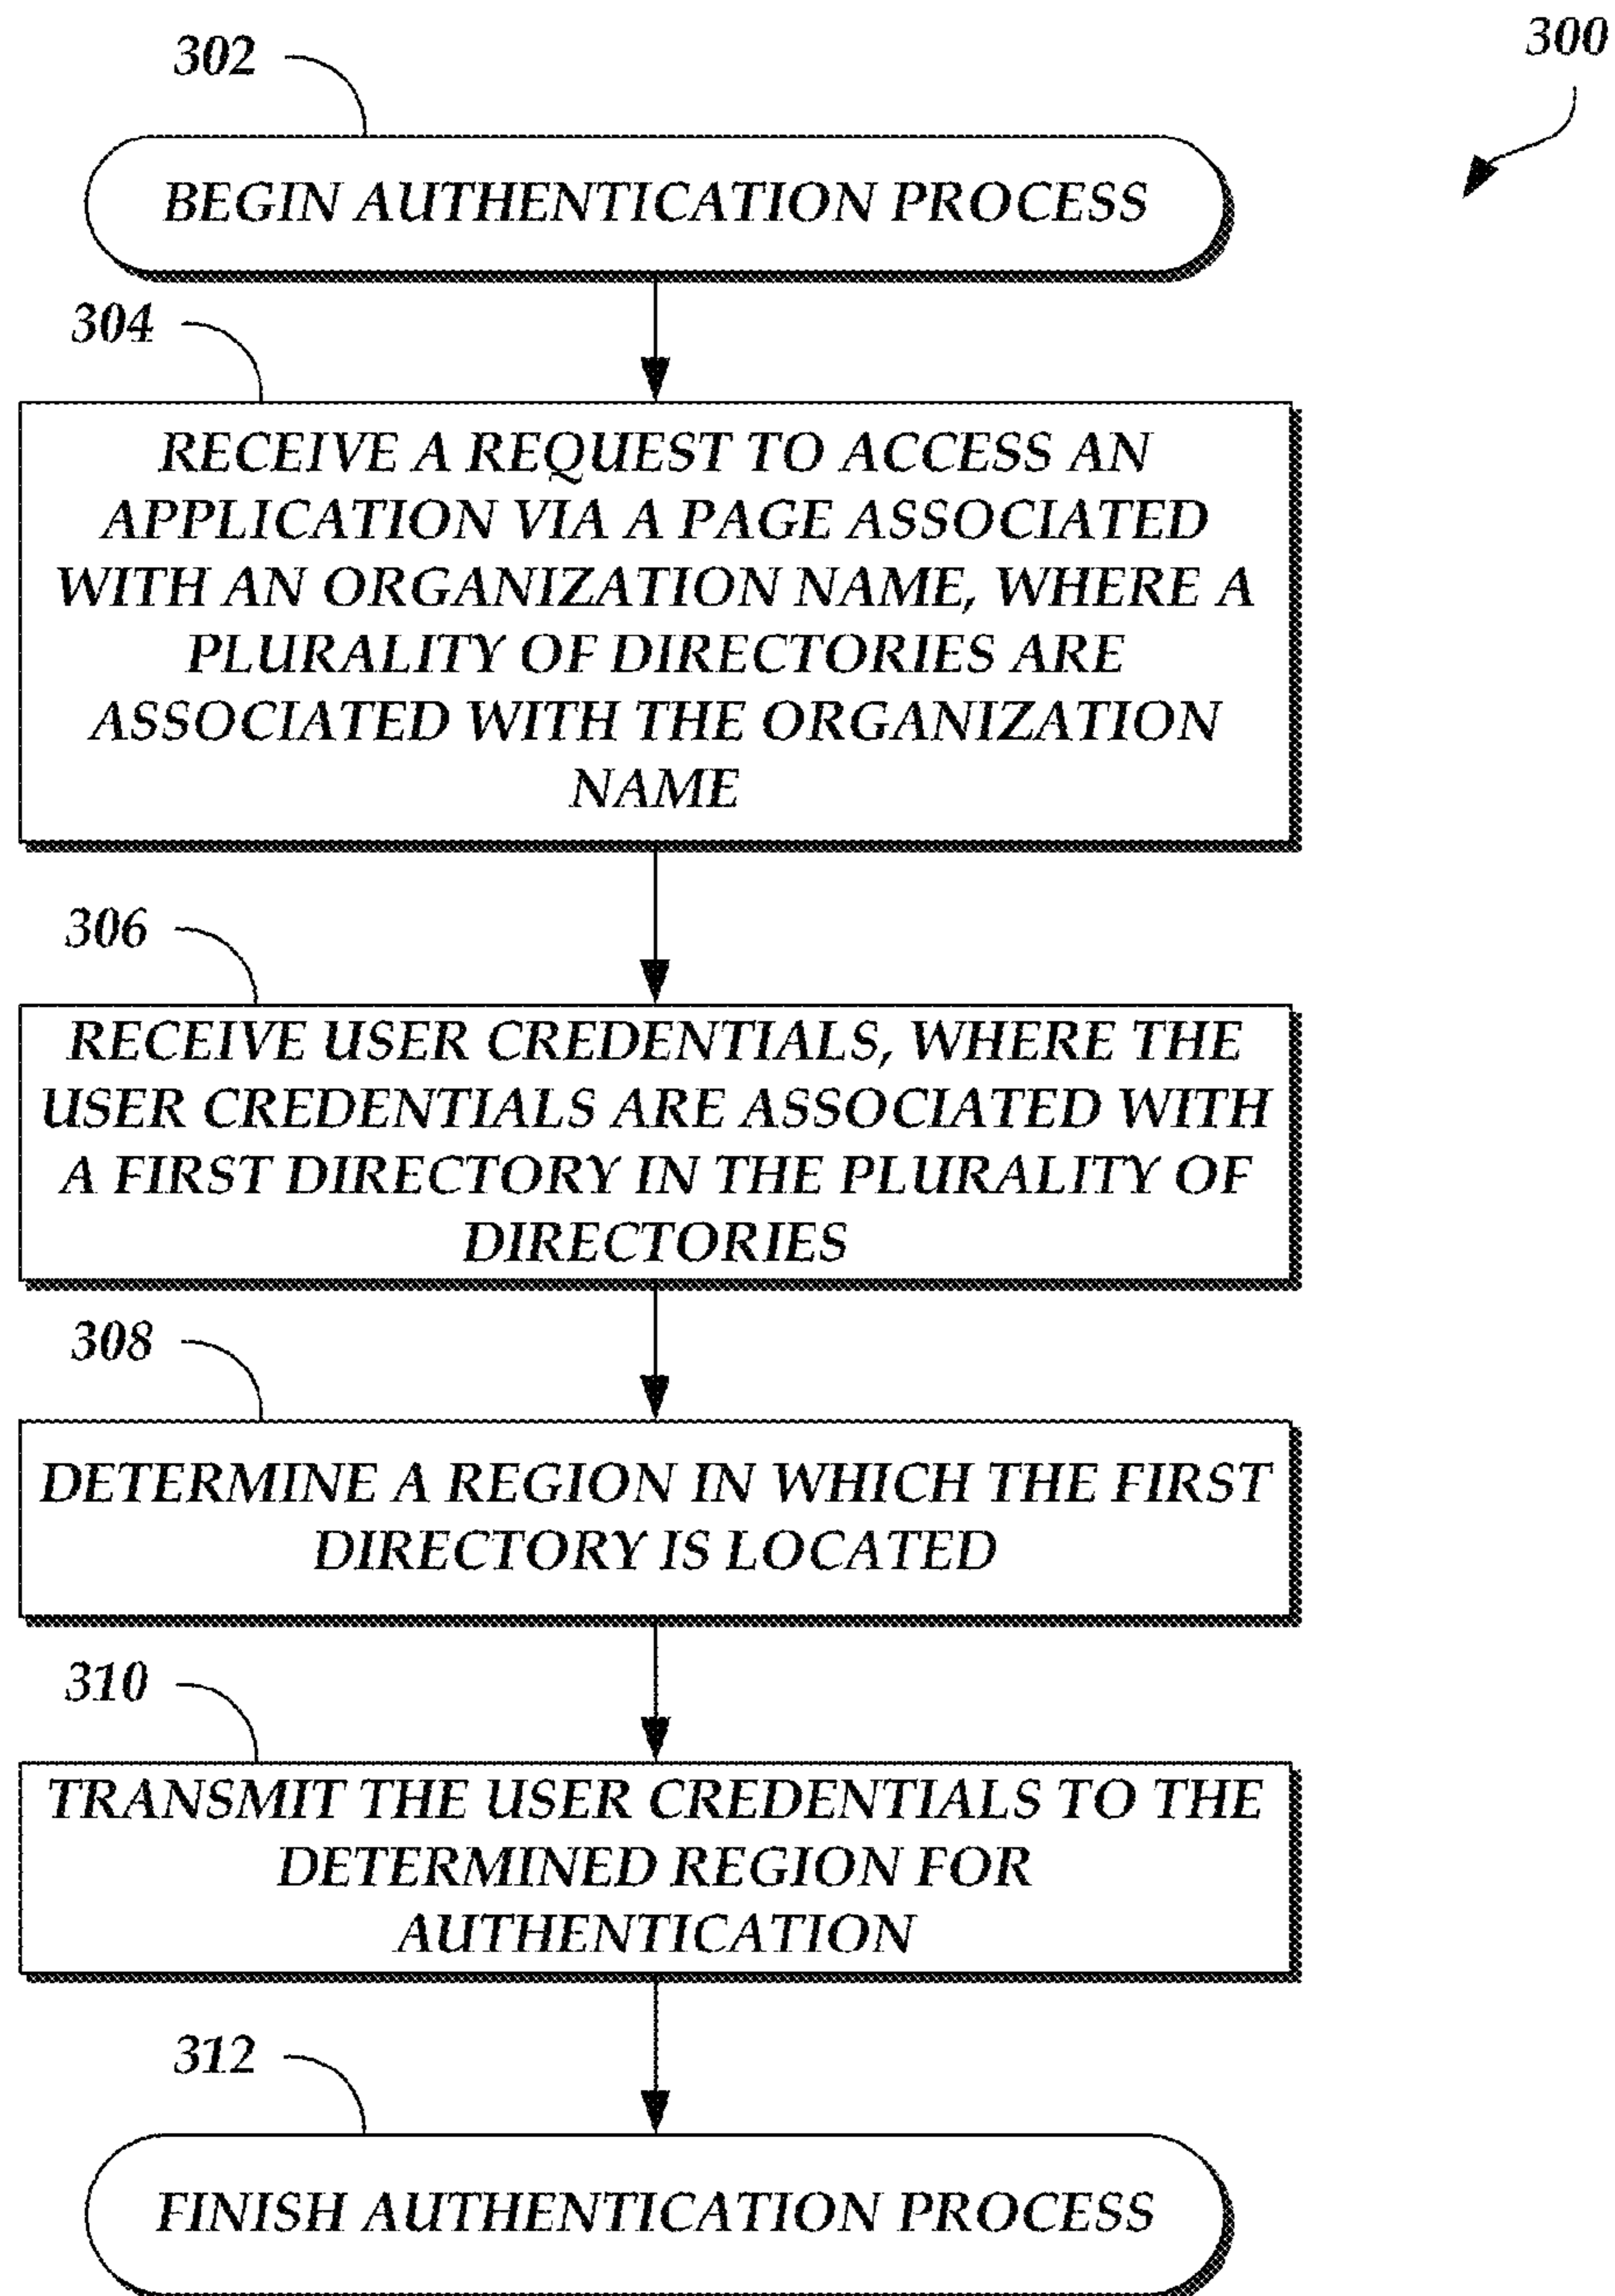 302
300
BEGIN AUTHENTICATION PROCESS
304
RECEIVE A REQUEST TO ACCESS AN
APPLICATION VIA A PAGE ASSOCIATED
WITH AN ORGANIZATION NAME, WHERE A
PLURALITY OF DIRECTORIES ARE
ASSOCIATED WITH THE ORGANIZATION
NAME
306
RECEIVE USER CREDENTIALS, WHERE THE
USER CREDENTIALS ARE ASSOCIATED WITH
A FIRST DIRECTORY IN THE PLURALITY OF
DIRECTORIES
308
DETERMINE A REGION IN WHICH THE FIRST
DIRECTORY IS LOCATED
310
TRANSMIT THE USER CREDENTIALS TO THE
DETERMINED REGION FOR
AUTHENTICATION
312
FINISH AUTHENTICATION PROCESS